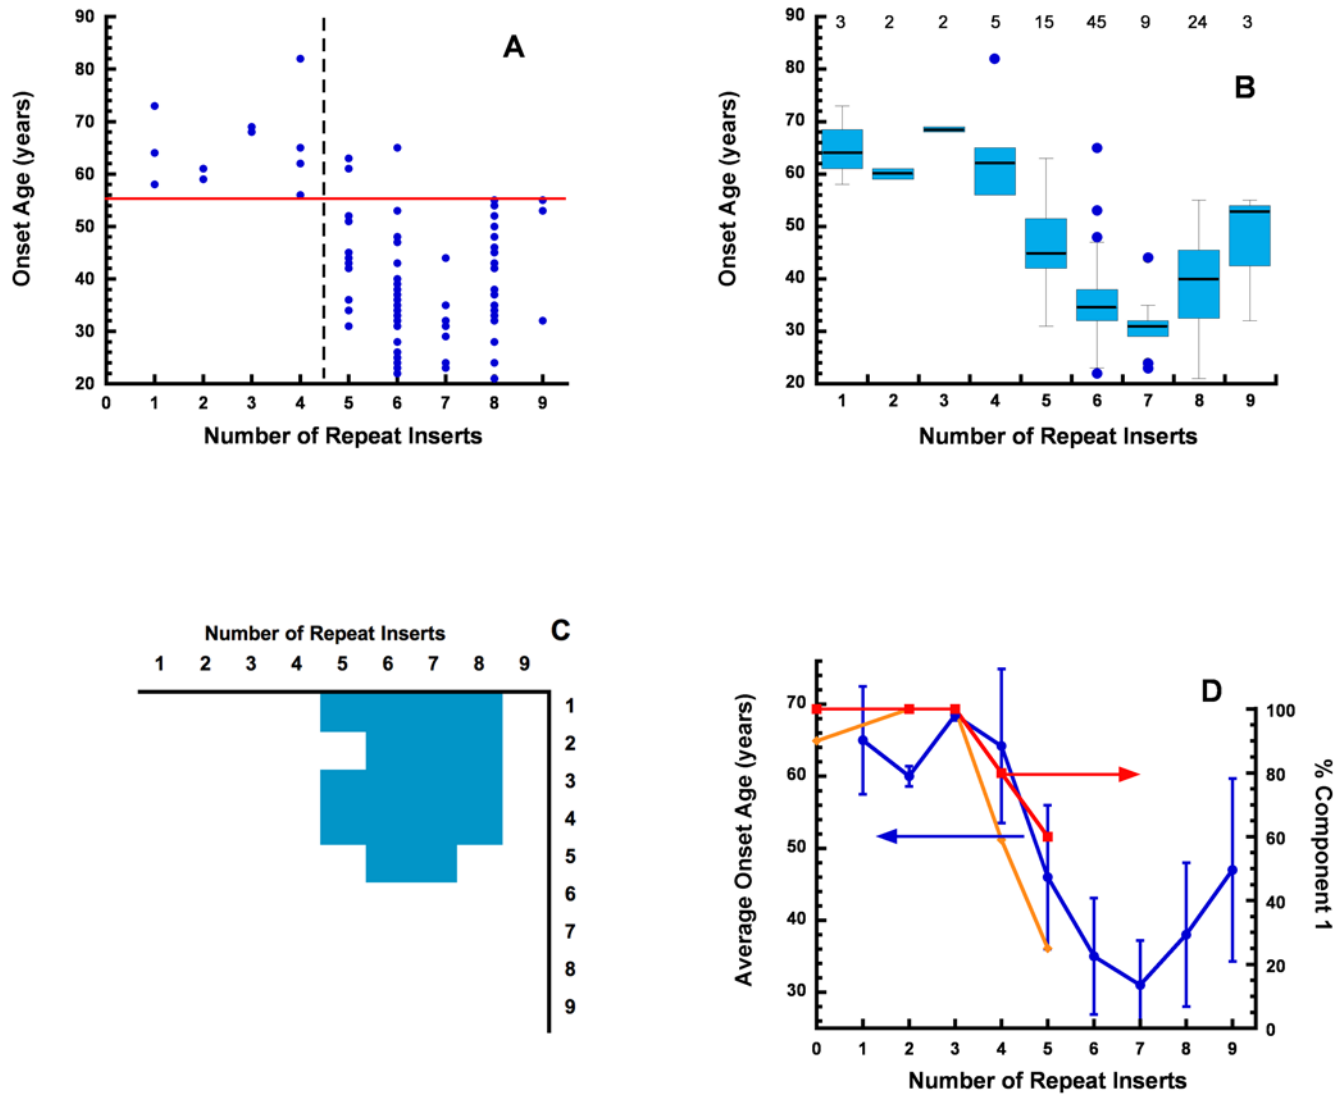 A
Onset Age (years)
90
80
70
60
50
40
30
20
0 1 2 3 4 5 6 7 8 9
Number of Repeat Inserts
B
3 2 2 5 15 45 9 24 3
Onset Age (years)
90
80
70
60
50
40
30
20
1 2 3 4 5 6 7 8 9
Number of Repeat Inserts
C
Number of Repeat Inserts
1 2 3 4 5 6 7 8 9
1
2
3
4
5
6
7
8
9
D
Average Onset Age (years)
70
60
50
40
30
100
80
60
40
20
0
% Component 1
0 1 2 3 4 5 6 7 8 9
Number of Repeat Inserts